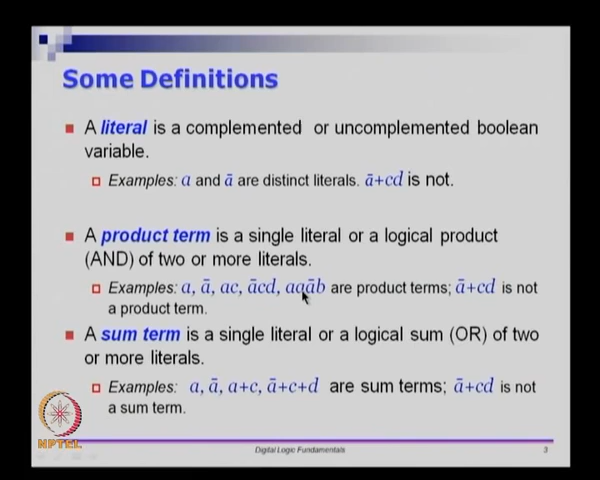 Some Definitions
A literal is a complemented or uncomplemented boolean
variable.
Examples: a and ā are distinct literals. ā+cd is not.
A product term is a single literal or a logical product
(AND) of two or more literals.
Examples: a, ā, ac, ācd, aaāb are product terms; ā+cd is not
a product term.
A sum term is a single literal or a logical sum (OR) of two
or more literals.
Examples: a, ā, a+c, ā+c+d are sum terms; ā+cd is not
a sum term.
NPTEL
Digital Logic Fundamentals
3